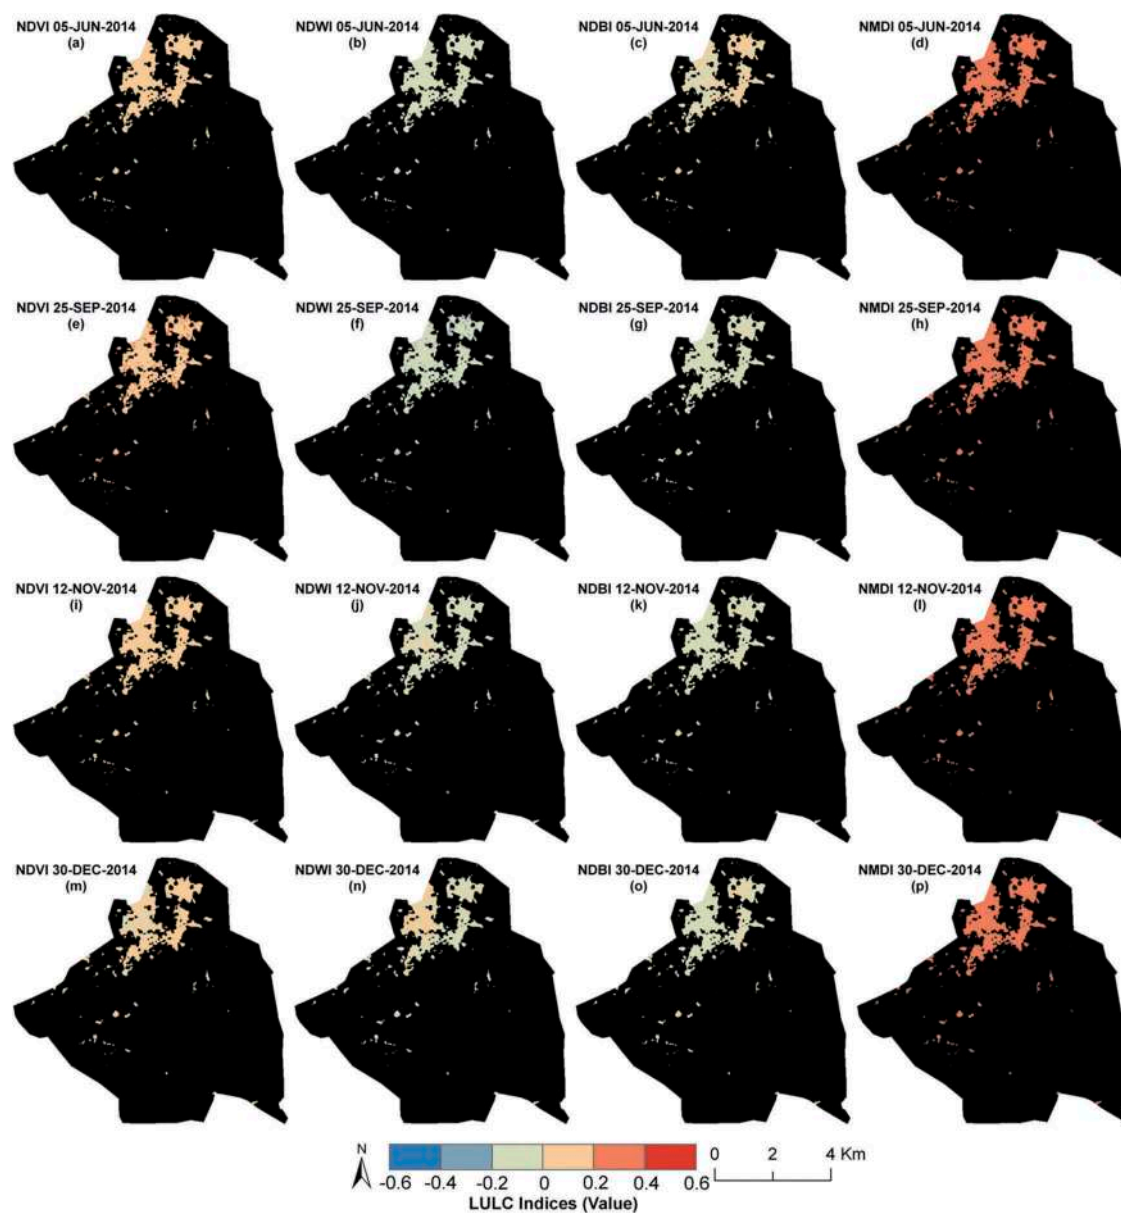 NDVI 05-JUN-2014 NDWI 05-JUN-2014 NDBI 05-JUN-2014 NMDI 05-JUN-2014
(a) (b) (c) (d)
NDVI 25-SEP-2014 NDWI 25-SEP-2014 NDBI 25-SEP-2014 NMDI 25-SEP-2014
(e) (f) (g) (h)
NDVI 12-NOV-2014 NDWI 12-NOV-2014 NDBI 12-NOV-2014 NMDI 12-NOV-2014
(i) (j) (k) (l)
NDVI 30-DEC-2014 NDWI 30-DEC-2014 NDBI 30-DEC-2014 NMDI 30-DEC-2014
(m) (n) (o) (p)
N 0 2 4 Km
-0.6 -0.4 -0.2 0 0.2 0.4 0.6
LULC Indices (Value)